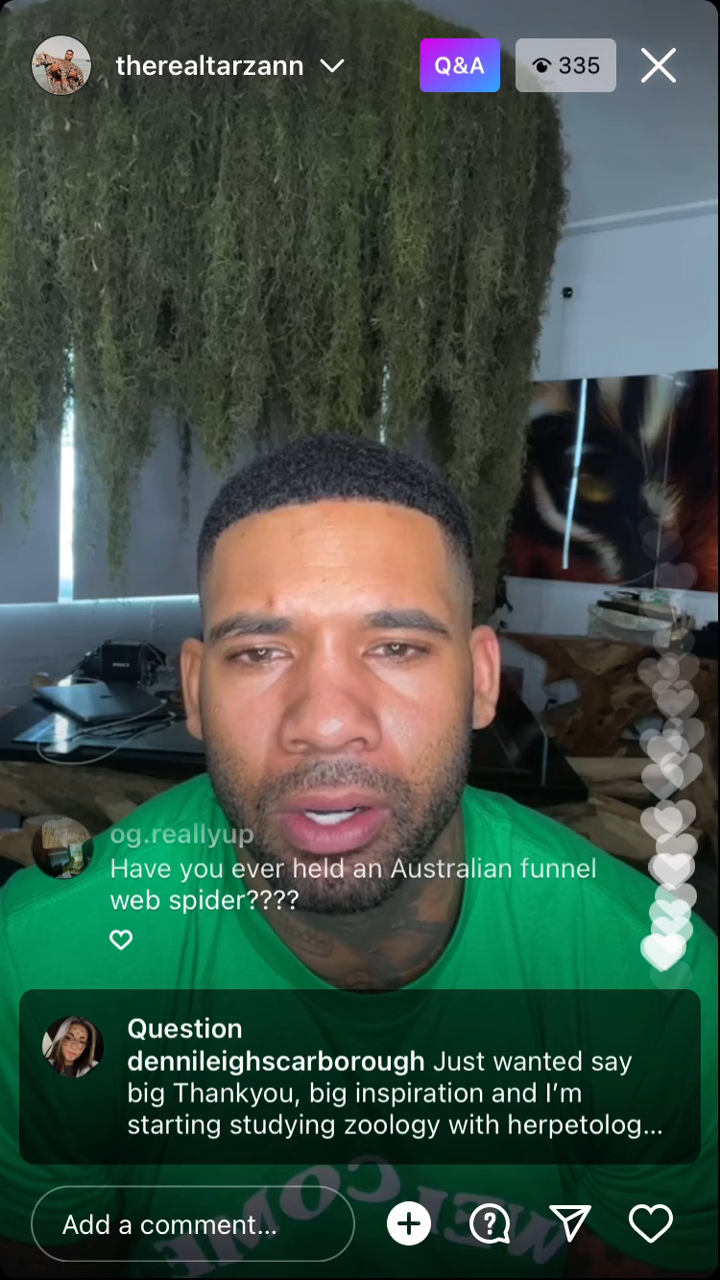 therealtarzann
Q&A
335
og.reallyup
Have you ever held an Australian funnel
web spider????
Question
dennileighscarborough Just wanted say
big Thankyou, big inspiration and I'm
starting studying zoology with herpetolog...
Add a comment...
WELCOME